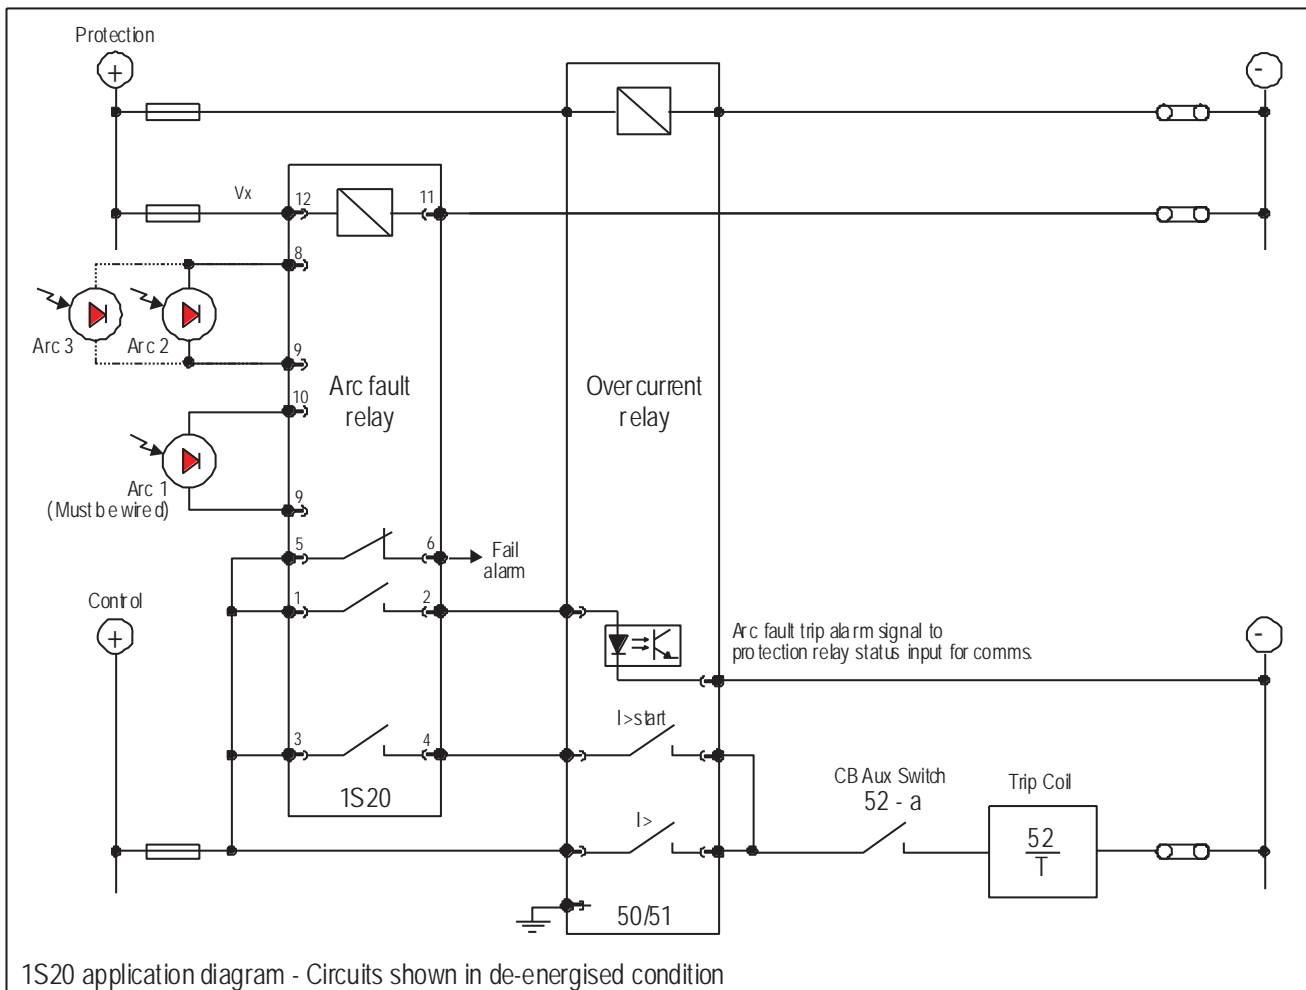 Protection
+
-
Vx
12
11
8
Arc 3
Arc 2
9
Arc fault
relay
Over current
relay
10
Arc 1
(Must be wired)
9
5
6
Fail
alarm
Control
+
1
2
-
Arc fault trip alarm signal to
protection relay status input for comms.
I>start
3
4
1S20
CB Aux Switch
52 - a
Trip Coil
I>
52
T
50/51
1S20 application diagram - Circuits shown in de-energised condition